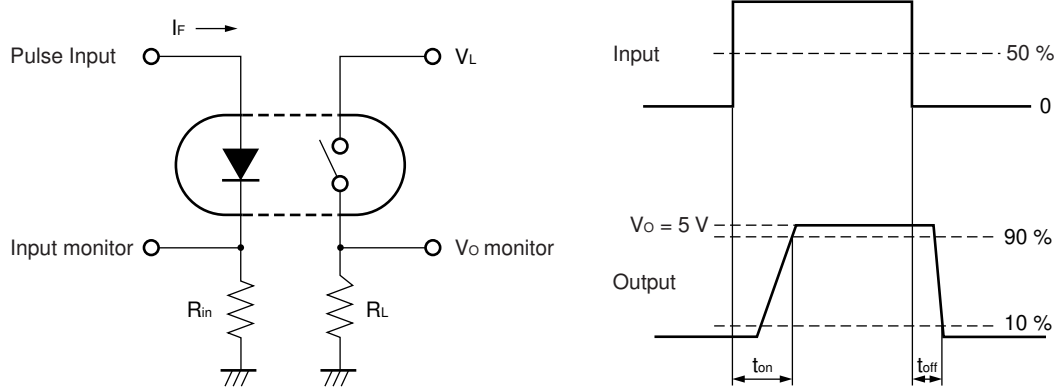 IF
Pulse Input
VL
Input monitor
VO monitor
Rin
RL
Input
50 %
0
VO = 5 V
90 %
Output
10 %
ton
toff